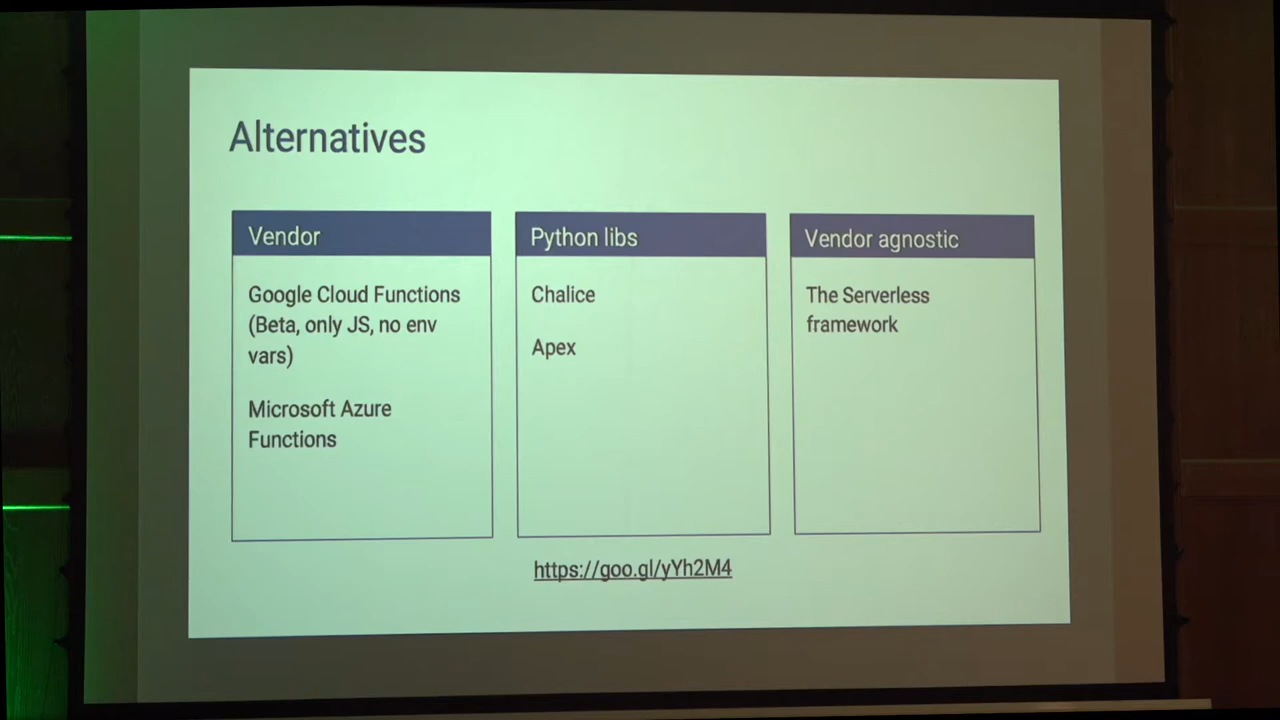 Alternatives
Vendor
Google Cloud Functions
(Beta, only JS, no env
vars)
Microsoft Azure
Functions
Python libs
Chalice
Apex
Vendor agnostic
The Serverless
framework
https://goo.gl/yYh2M4